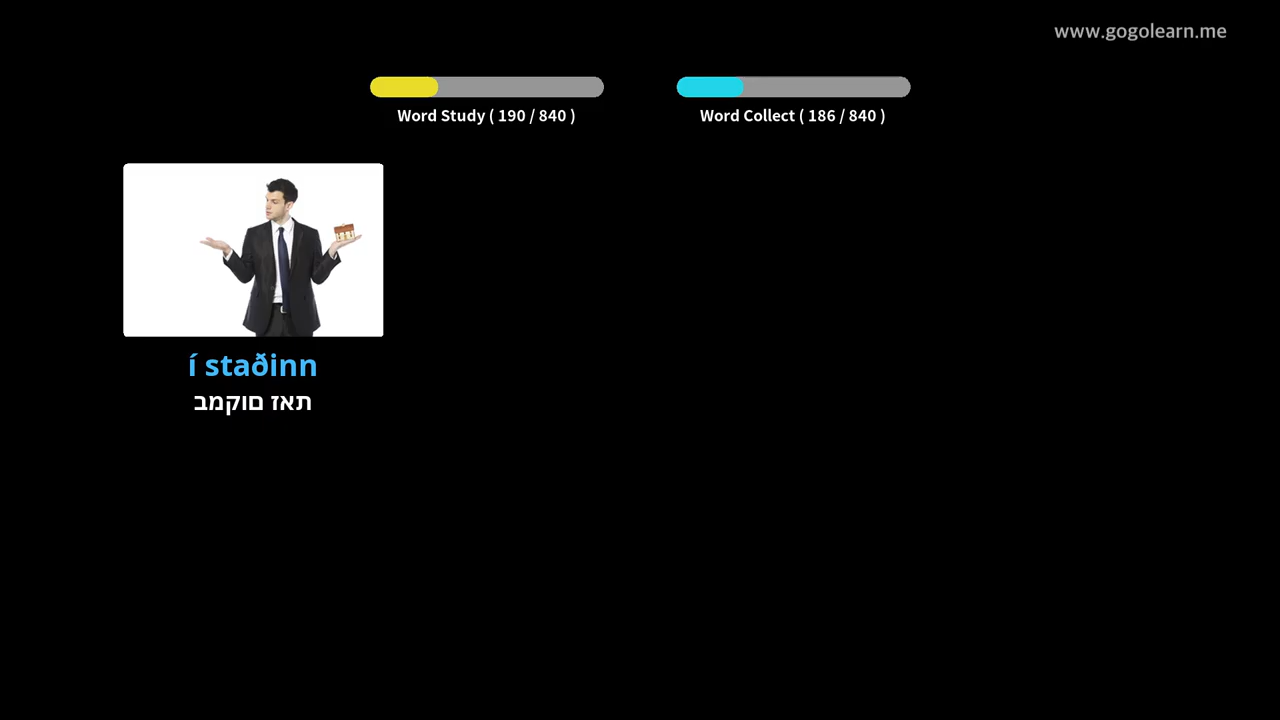 www.gogolearn.me
Word Study ( 190 / 840 )
Word Collect ( 186 / 840 )
í staðinn
תאז םוקמב